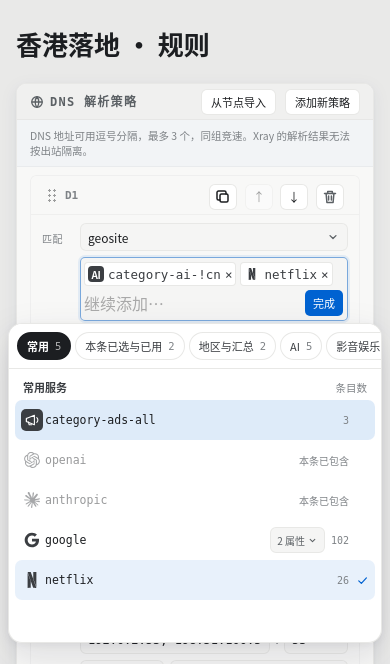 香港落地 · 规则
DNS 解析策略
从节点导入
添加新策略
DNS 地址可用逗号分隔，最多 3 个，同组竞速。Xray 的解析结果无法
按出站隔离。
D1
匹配
geosite
AI category-ai-!cn ×
netflix ×
继续添加…
完成
常用 5
本条已选与已用 2
地区与汇总 2
AI 5
影音娱乐
常用服务
条目数
category-ads-all 3
openai 本条已包含
anthropic 本条已包含
google 2 属性 102
netflix 26